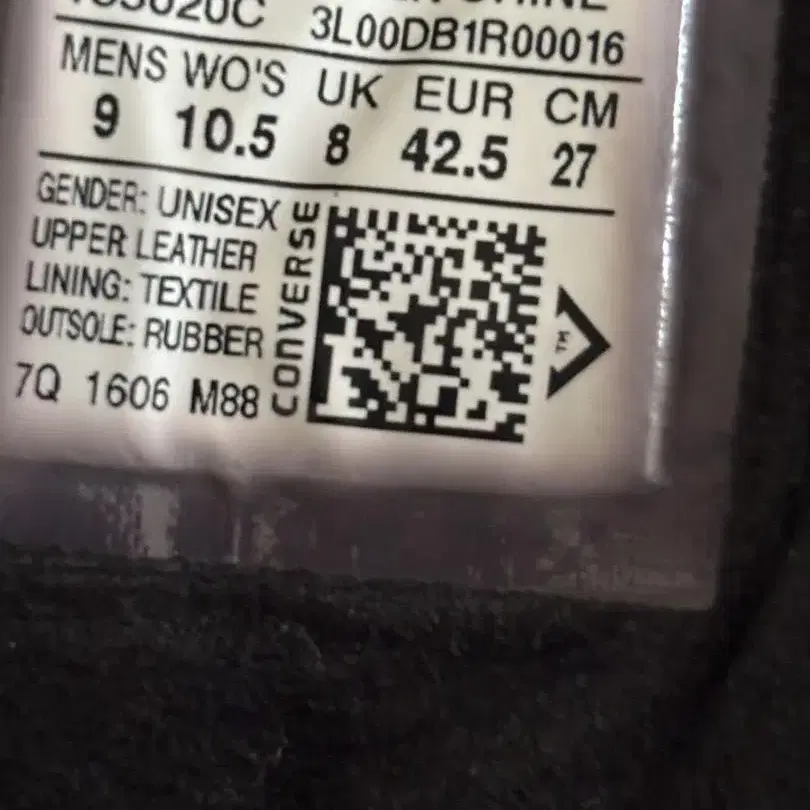 3L00DB1R00016
MENS WO'S UK EUR CM
9 10.5 8 42.5 27
GENDER: UNISEX
UPPER: LEATHER
LINING: TEXTILE
OUTSOLE: RUBBER
7Q 1606 M88
CONVERSE
TM